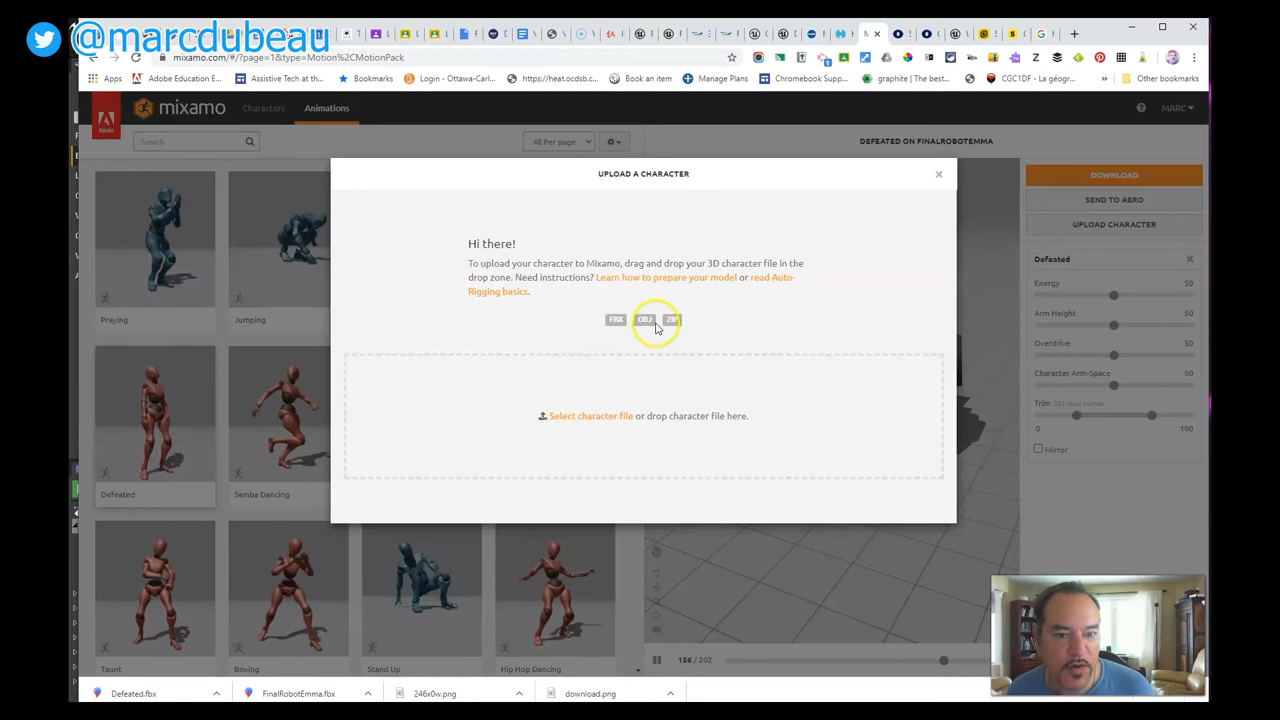 @marcdubeau
mixamo.com/#/?page=1&type=Motion%2CMotionPack
Apps
Adobe Education E...
Assistive Tech at th...
Bookmarks
Login - Ottawa-Carl...
https://heat.ocdsb.c...
Book an item
Manage Plans
Chromebook Suppor...
graphite | The best...
CGC1DF - La géogr...
»
Other bookmarks
Adobe
mixamo
Characters
Animations
MARC
Search
48 Per page
DEFEATED ON FINALROBOTEMMA
UPLOAD A CHARACTER
×
DOWNLOAD
SEND TO AERO
UPLOAD CHARACTER
Hi there!
To upload your character to Mixamo, drag and drop your 3D character file in the
drop zone. Need instructions? Learn how to prepare your model or read Auto-
Rigging basics.
FBX OBJ ZIP
Select character file or drop character file here.
Defeated
×
Energy 50
Arm Height 50
Overdrive 50
Character Arm-Space 50
Trim 203 total frames
0 100
Mirror
Praying
Jumping
Defeated
Samba Dancing
Taunt
Boxing
Stand Up
Hip Hop Dancing
156 / 202
Defeated.fbx
FinalRobotEmma.fbx
246x0w.png
download.png